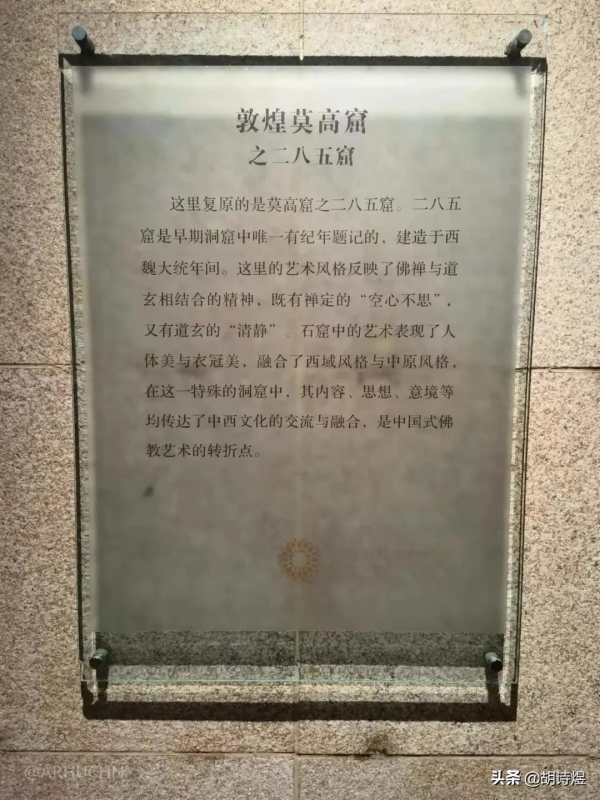 敦煌莫高窟
之二八五窟
这里复原的是莫高窟之二八五窟。二八五
窟是早期洞窟中唯一有纪年题记的，建造于西
魏大统年间。这里的艺术风格反映了佛禅与道
玄相结合的精神，既有禅定的“空心不思”，
又有道玄的“清静”。石窟中的艺术表现了人
体美与衣冠美，融合了西域风格与中原风格，
在这一特殊的洞窟中，其内容、思想、意境等
均传达了中西文化的交流与融合，是中国式佛
教艺术的转折点。
@ARHUCHN
头条 @胡诗煜